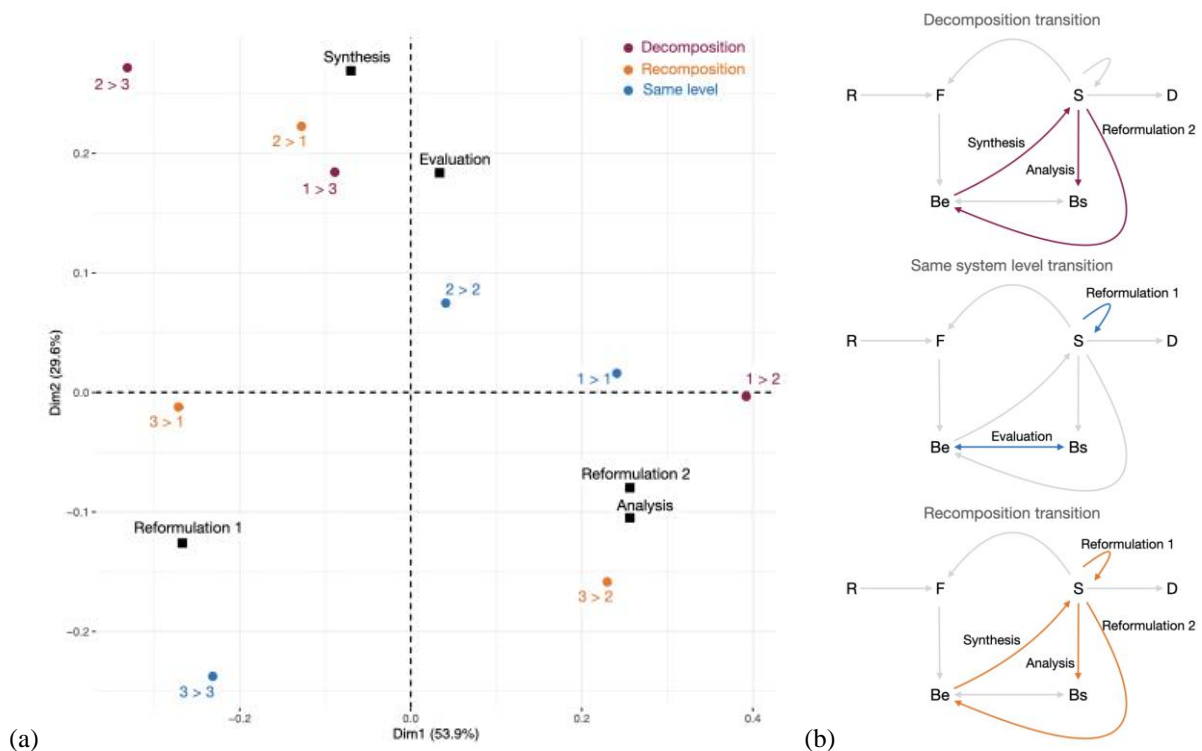 Synthesis
Decomposition
Recomposition
Same level
2 > 3
2 > 1
Evaluation
1 > 3
2 > 2
1 > 1
1 > 2
3 > 1
Reformulation 2
Analysis
Reformulation 1
3 > 2
3 > 3
0.2
0.1
0.0
−0.1
−0.2
Dim2 (29.6%)
−0.2
0.0
0.2
0.4
Dim1 (53.9%)
(a)
Decomposition transition
R
F
S
D
Reformulation 2
Synthesis
Analysis
Be
Bs
Same system level transition
Reformulation 1
R
F
S
D
Evaluation
Be
Bs
Recomposition transition
Reformulation 1
R
F
S
D
Reformulation 2
Synthesis
Analysis
Be
Bs
(b)